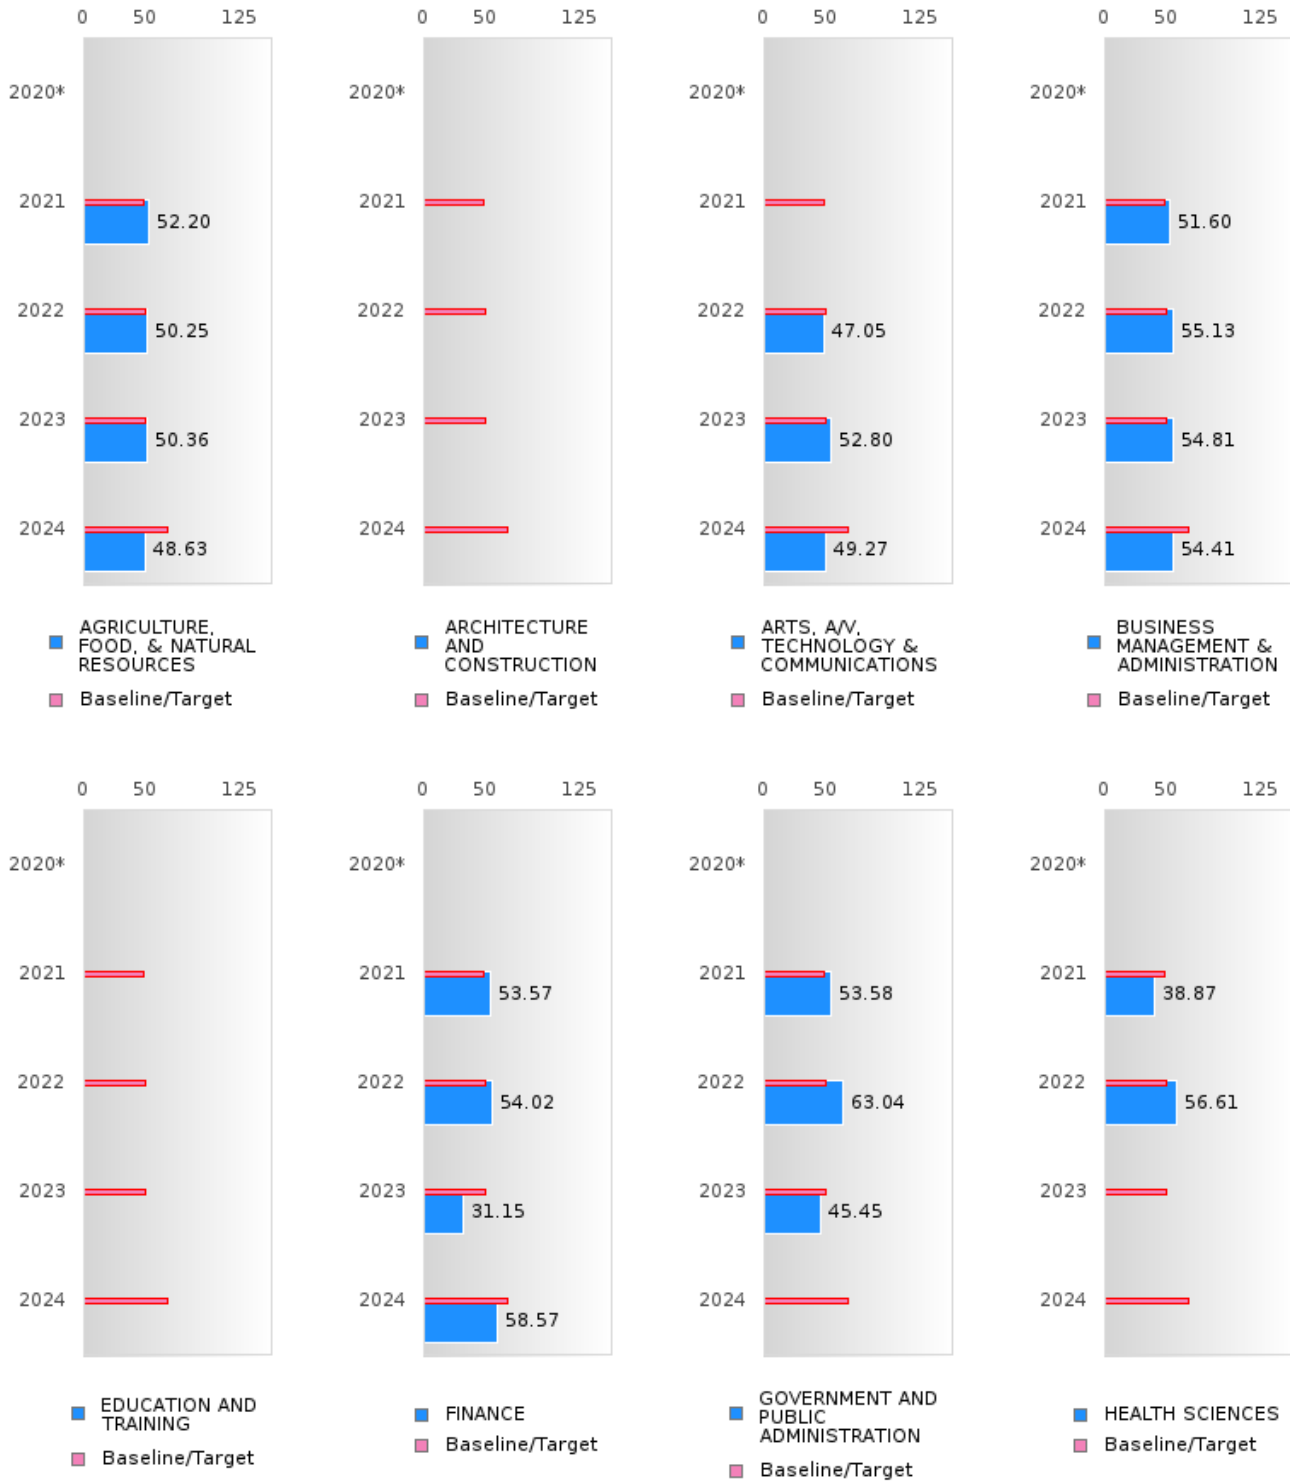 0 50 125 0 50 125 0 50 125 0 50 125
2020* 2020* 2020* 2020*
2021 52.20 2021 2021 2021 51.60
2022 50.25 2022 2022 47.05 2022 55.13
2023 50.36 2023 2023 52.80 2023 54.81
2024 48.63 2024 2024 49.27 2024 54.41
AGRICULTURE,
FOOD, & NATURAL
RESOURCES
Baseline/Target
ARCHITECTURE
AND
CONSTRUCTION
Baseline/Target
ARTS, A/V,
TECHNOLOGY &
COMMUNICATIONS
Baseline/Target
BUSINESS
MANAGEMENT &
ADMINISTRATION
Baseline/Target
0 50 125 0 50 125 0 50 125 0 50 125
2020* 2020* 2020* 2020*
2021 2021 53.57 2021 53.58 2021 38.87
2022 2022 54.02 2022 63.04 2022 56.61
2023 2023 31.15 2023 45.45 2023
2024 2024 58.57 2024 2024
EDUCATION AND
TRAINING
Baseline/Target
FINANCE
Baseline/Target
GOVERNMENT AND
PUBLIC
ADMINISTRATION
Baseline/Target
HEALTH SCIENCES
Baseline/Target